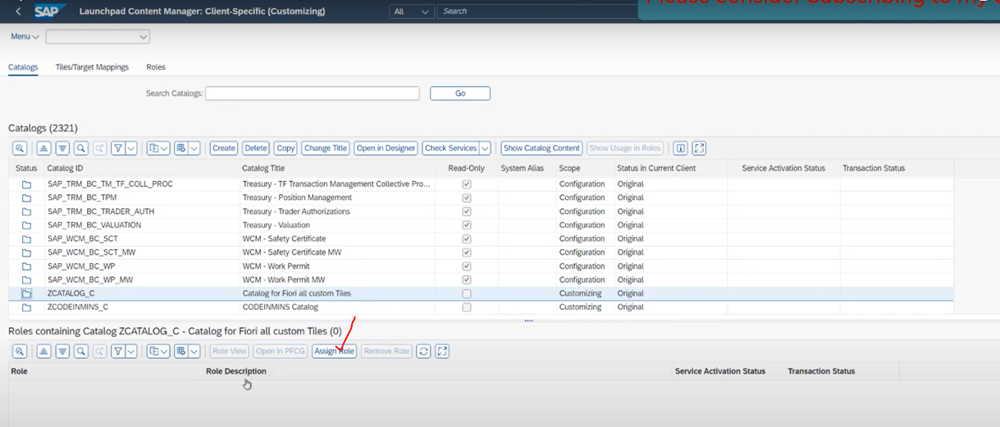 SAP Launchpad Content Manager: Client-Specific (Customizing) All Search
Menu
Catalogs Tiles/Target Mappings Roles
Search Catalogs: Go
Catalogs (2321)
Create Delete Copy Change Title Open in Designer Check Services Show Catalog Content Show Usage in Roles
Status Catalog ID Catalog Title Read-Only System Alias Scope Status in Current Client Service Activation Status Transaction Status
SAP_TRM_BC_TM_TF_COLL_PROC Treasury - TF Transaction Management Collective Pro... Configuration Original
SAP_TRM_BC_TPM Treasury - Position Management Configuration Original
SAP_TRM_BC_TRADER_AUTH Treasury - Trader Authorizations Configuration Original
SAP_TRM_BC_VALUATION Treasury - Valuation Configuration Original
SAP_WCM_BC_SCT WCM - Safety Certificate Configuration Original
SAP_WCM_BC_SCT_MW WCM - Safety Certificate MW Configuration Original
SAP_WCM_BC_WP WCM - Work Permit Configuration Original
SAP_WCM_BC_WP_MW WCM - Work Permit MW Configuration Original
ZCATALOG_C Catalog for Fiori all custom Tiles Customizing Original
ZCODEINMINS_C CODEINMINS Catalog Customizing Original
Roles containing Catalog ZCATALOG_C - Catalog for Fiori all custom Tiles (0)
Role View Open in PFCG Assign Role Remove Role
Role Role Description Service Activation Status Transaction Status